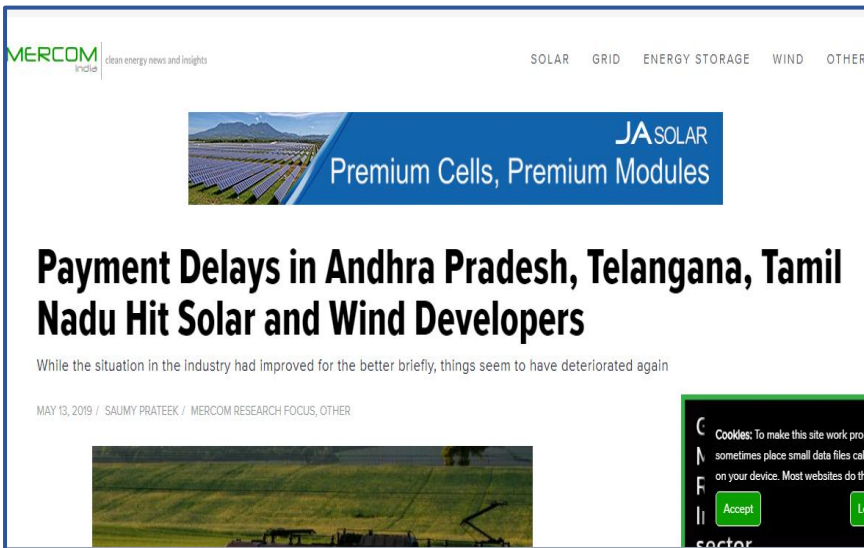 MERCOM
India
clean energy news and insights
SOLAR GRID ENERGY STORAGE WIND OTHER
JA SOLAR
Premium Cells, Premium Modules
Payment Delays in Andhra Pradesh, Telangana, Tamil
Nadu Hit Solar and Wind Developers
While the situation in the industry had improved for the better briefly, things seem to have deteriorated again
MAY 13, 2019 / SAUMY PRATEEK / MERCOM RESEARCH FOCUS, OTHER
Cookies: To make this site work pro
sometimes place small data files cal
on your device. Most websites do th
Accept
sector